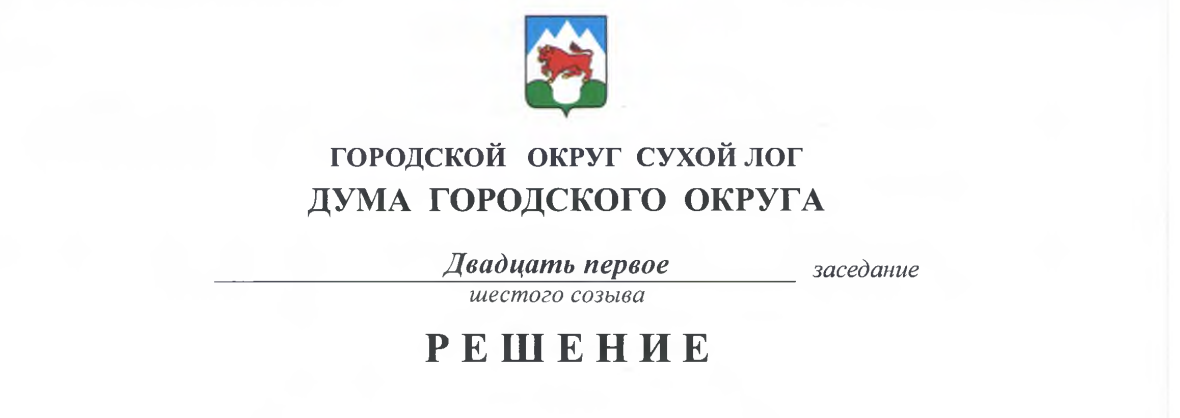 ГОРОДСКОЙ ОКРУГ СУХОЙ ЛОГ
ДУМА ГОРОДСКОГО ОКРУГА
Двадцать первое заседание
шестого созыва
РЕШЕНИЕ